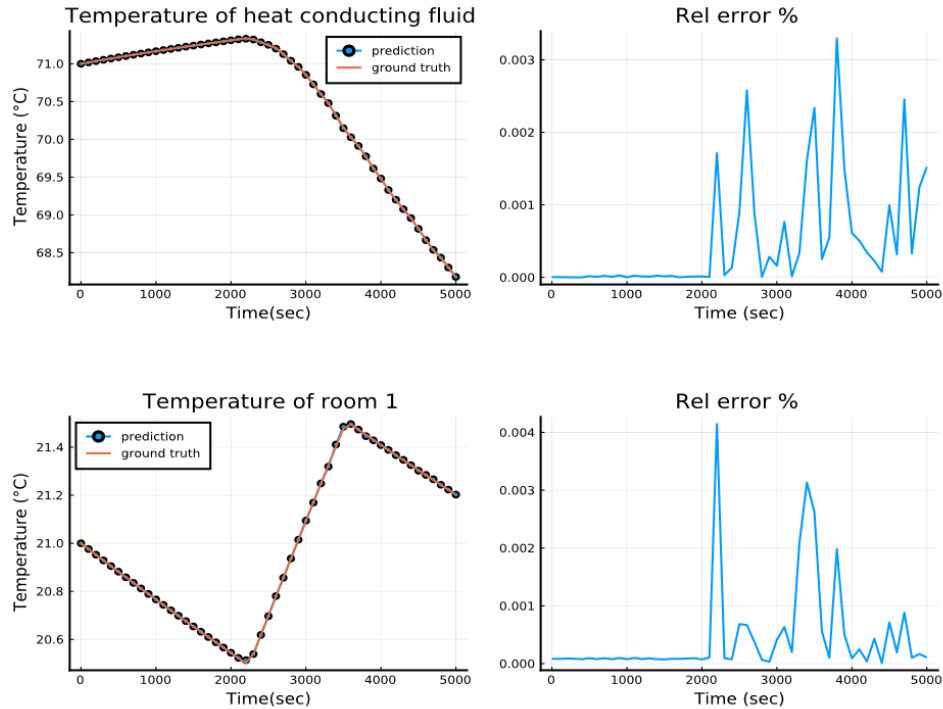 Temperature of heat conducting fluid
Temperature (°C)
71.0
70.5
70.0
69.5
69.0
68.5
prediction
ground truth
0 1000 2000 3000 4000 5000
Time(sec)
Rel error %
0.003
0.002
0.001
0.000
0 1000 2000 3000 4000 5000
Time (sec)
Temperature of room 1
Temperature (°C)
21.4
21.2
21.0
20.8
20.6
prediction
ground truth
0 1000 2000 3000 4000 5000
Time(sec)
Rel error %
0.004
0.003
0.002
0.001
0.000
0 1000 2000 3000 4000 5000
Time (sec)